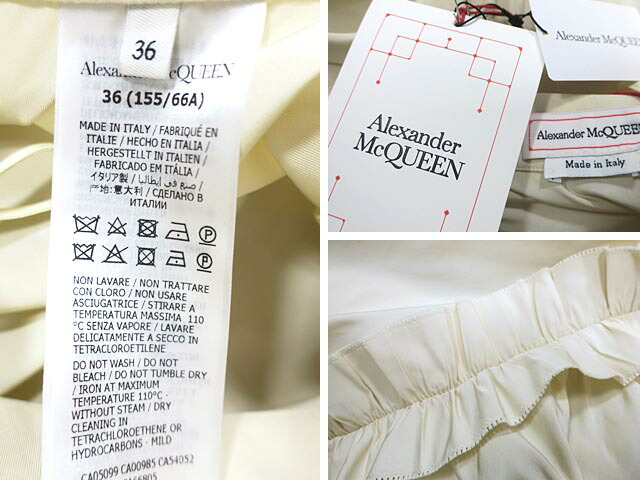 36
Alexander McQUEEN
36 (155/66A)
MADE IN ITALY / FABRIQUÉ EN
ITALIE / HECHO EN ITALIA /
HERGESTELLT IN ITALIEN /
FABRICADO EM ITÁLIA /
イタリア製 / صنع في إيطاليا /
产地:意大利 / СДЕЛАНО В
ИТАЛИИ
NON LAVARE / NON TRATTARE
CON CLORO / NON USARE
ASCIUGATRICE / STIRARE A
TEMPERATURA MASSIMA 110
°C SENZA VAPORE / LAVARE
DELICATAMENTE A SECCO IN
TETRACLOROETILENE
DO NOT WASH / DO NOT
BLEACH / DO NOT TUMBLE DRY
/ IRON AT MAXIMUM
TEMPERATURE 110°C -
WITHOUT STEAM / DRY
CLEANING IN
TETRACHLOROETHENE OR
HYDROCARBONS - MILD
CA05099 CA00985 CA54052
Alexander
McQUEEN
Alexander McQUEEN
Alexander McQUEEN
Made in Italy